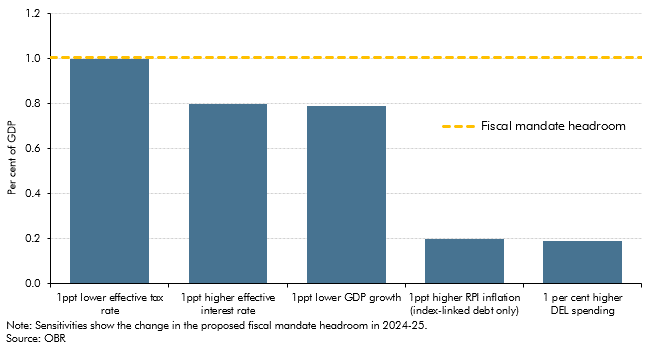 1.2
1.0
0.8
0.6
0.4
0.2
0.0
Per cent of GDP
Fiscal mandate headroom
1ppt lower effective tax
rate
1ppt higher effective
interest rate
1ppt lower GDP growth
1ppt higher RPI inflation
(index-linked debt only)
1 per cent higher
DEL spending
Note: Sensitivities show the change in the proposed fiscal mandate headroom in 2024-25.
Source: OBR